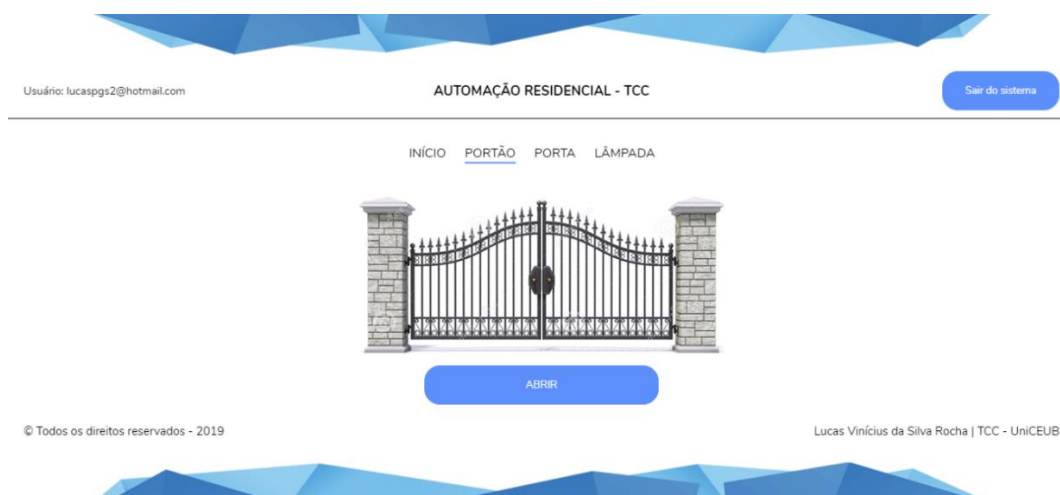 Usuário: lucaspgs2@hotmail.com
AUTOMAÇÃO RESIDENCIAL - TCC
Sair do sistema
INÍCIO PORTÃO PORTA LÂMPADA
ABRIR
© Todos os direitos reservados - 2019
Lucas Vinícius da Silva Rocha | TCC - UniCEUB